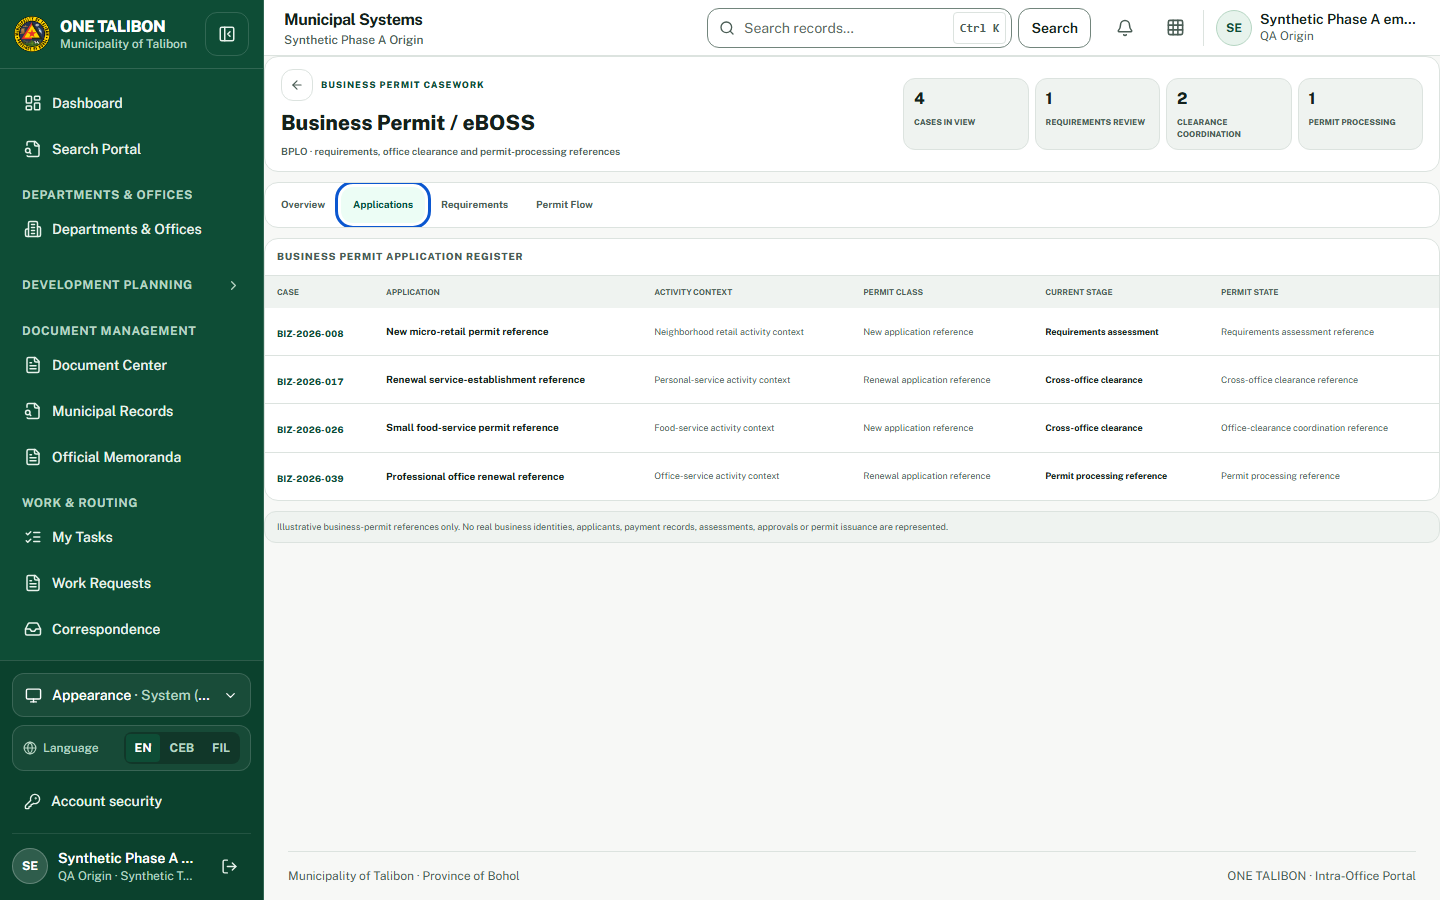 ONE TALIBON
Municipality of Talibon
Dashboard
Search Portal
DEPARTMENTS & OFFICES
Departments & Offices
DEVELOPMENT PLANNING
DOCUMENT MANAGEMENT
Document Center
Municipal Records
Official Memoranda
WORK & ROUTING
My Tasks
Work Requests
Correspondence
Appearance · System (...
Language EN CEB FIL
Account security
SE
Synthetic Phase A ...
QA Origin · Synthetic T...
Municipal Systems
Synthetic Phase A Origin
Search records... Ctrl K
Search
SE
Synthetic Phase A em...
QA Origin
BUSINESS PERMIT CASEWORK
Business Permit / eBOSS
BPLO · requirements, office clearance and permit-processing references
4
CASES IN VIEW
1
REQUIREMENTS REVIEW
2
CLEARANCE
COORDINATION
1
PERMIT PROCESSING
Overview Applications Requirements Permit Flow
BUSINESS PERMIT APPLICATION REGISTER
CASE APPLICATION ACTIVITY CONTEXT PERMIT CLASS CURRENT STAGE PERMIT STATE
BIZ-2026-008 New micro-retail permit reference Neighborhood retail activity context New application reference Requirements assessment Requirements assessment reference
BIZ-2026-017 Renewal service-establishment reference Personal-service activity context Renewal application reference Cross-office clearance Cross-office clearance reference
BIZ-2026-026 Small food-service permit reference Food-service activity context New application reference Cross-office clearance Office-clearance coordination reference
BIZ-2026-039 Professional office renewal reference Office-service activity context Renewal application reference Permit processing reference Permit processing reference
Illustrative business-permit references only. No real business identities, applicants, payment records, assessments, approvals or permit issuance are represented.
Municipality of Talibon · Province of Bohol
ONE TALIBON · Intra-Office Portal